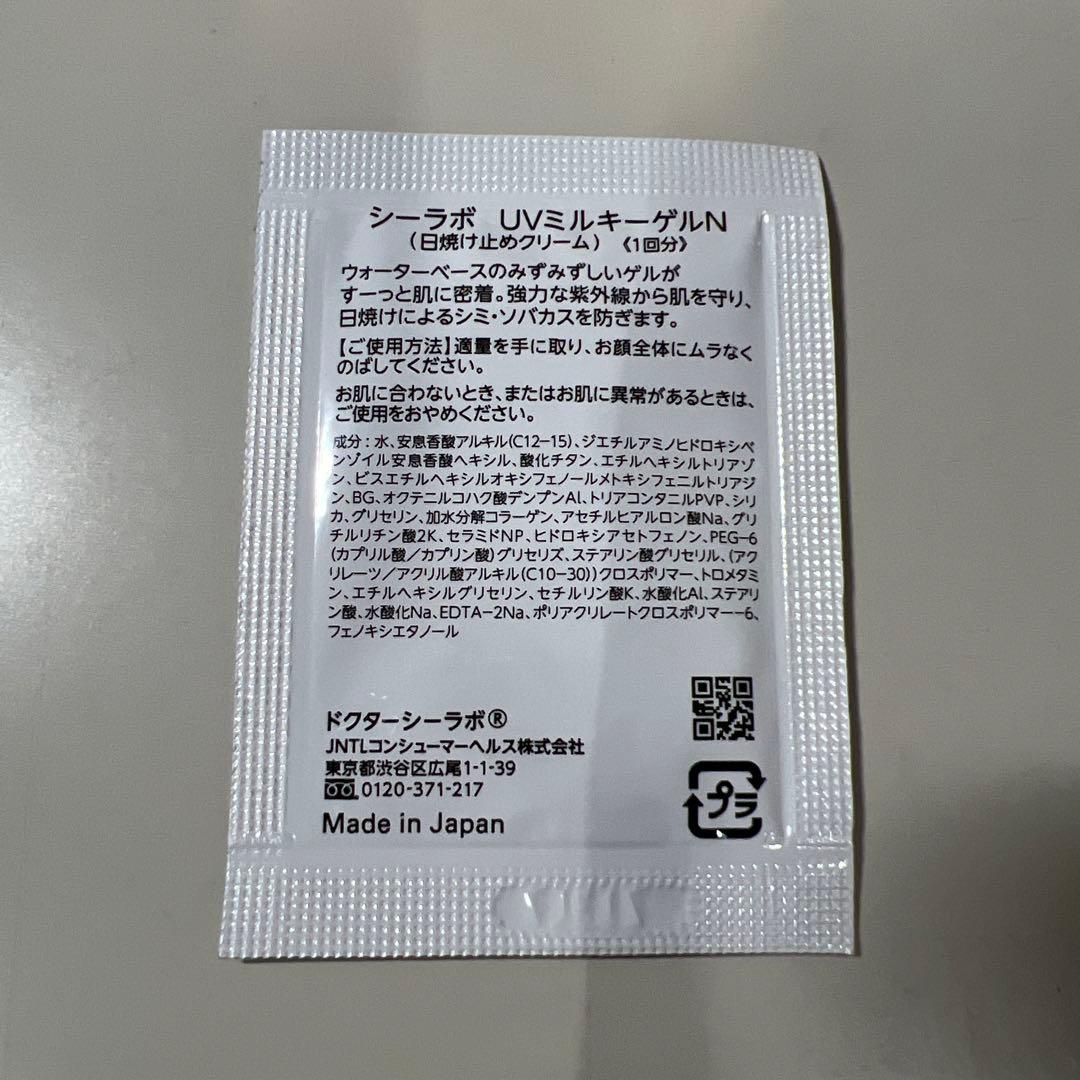 シーラボ UVミルキーゲルN
(日焼け止めクリーム) 《1回分》
ウォーターベースのみずみずしいゲルが
すーっと肌に密着。強力な紫外線から肌を守り、
日焼けによるシミ・ソバカスを防ぎます。
【ご使用方法】適量を手に取り、お顔全体にムラなく
のばしてください。
お肌に合わないとき、またはお肌に異常があるときは、
ご使用をおやめください。
成分:水、安息香酸アルキル(C12-15)、ジエチルアミノヒドロキシベ
ンゾイル安息香酸ヘキシル、酸化チタン、エチルヘキシルトリアゾ
ン、ビスエチルヘキシルオキシフェノールメトキシフェニルトリアジ
ン、BG、オクテニルコハク酸デンプンAl、トリアコンタニルPVP、シリ
カ、グリセリン、加水分解コラーゲン、アセチルヒアルロン酸Na、グリ
チルリチン酸2K、セラミドNP、ヒドロキシアセトフェノン、PEG-6
(カプリル酸/カプリン酸)グリセリズ、ステアリン酸グリセリル、(アク
リレーツ/アクリル酸アルキル(C10-30))クロスポリマー、トロメタミ
ン、エチルヘキシルグリセリン、セチルリン酸K、水酸化Al、ステアリ
ン酸、水酸化Na、EDTA-2Na、ポリアクリレートクロスポリマー-6、
フェノキシエタノール
ドクターシーラボ®
JNTLコンシューマーヘルス株式会社
東京都渋谷区広尾1-1-39
0120-371-217
Made in Japan
プラ